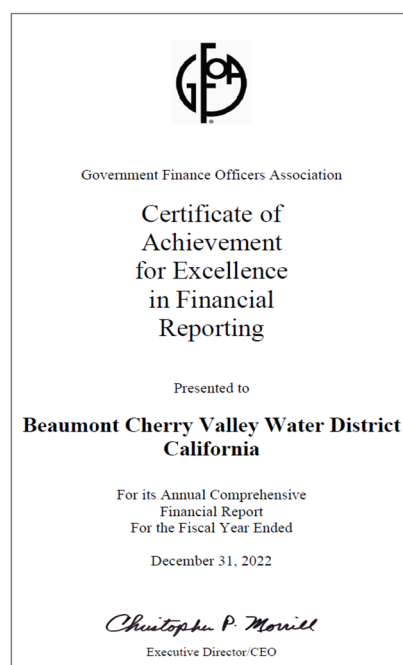 GFOA
Government Finance Officers Association
Certificate of
Achievement
for Excellence
in Financial
Reporting
Presented to
Beaumont Cherry Valley Water District
California
For its Annual Comprehensive
Financial Report
For the Fiscal Year Ended
December 31, 2022
Christopher P. Morrill
Executive Director/CEO